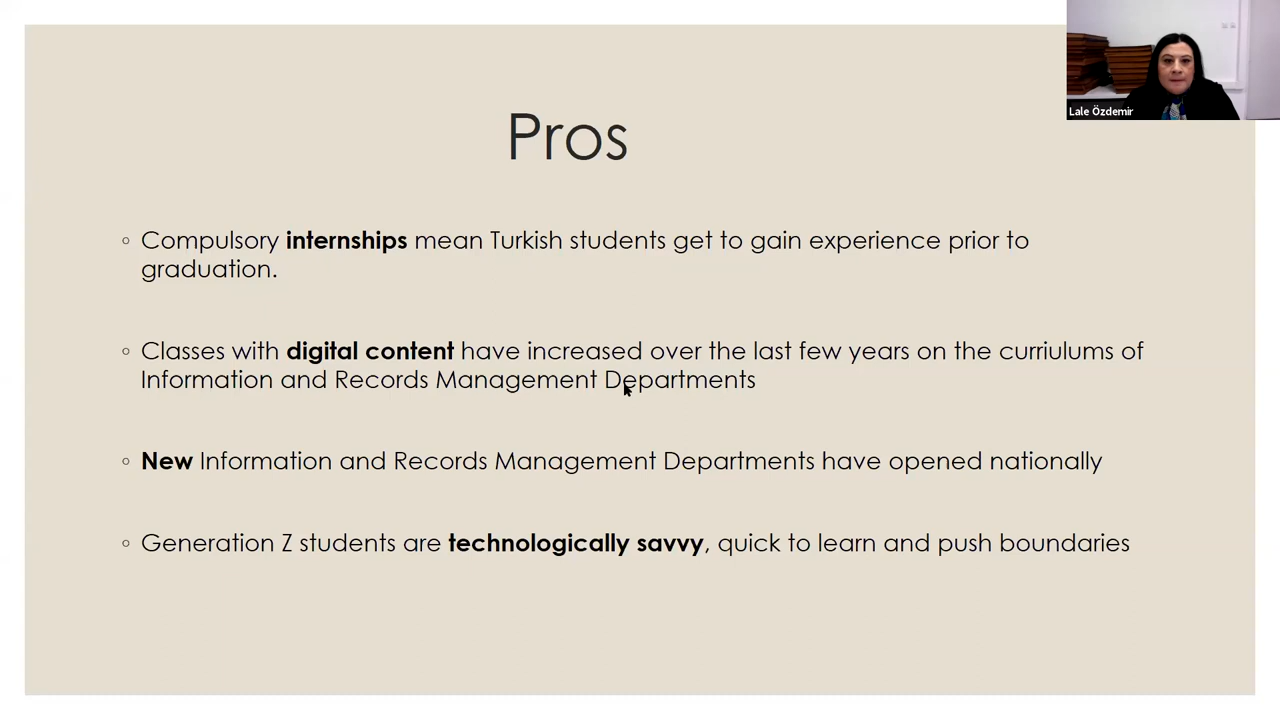 Lale Özdemir
Pros
◦ Compulsory internships mean Turkish students get to gain experience prior to
graduation.
◦ Classes with digital content have increased over the last few years on the curriulums of
Information and Records Management Departments
◦ New Information and Records Management Departments have opened nationally
◦ Generation Z students are technologically savvy, quick to learn and push boundaries